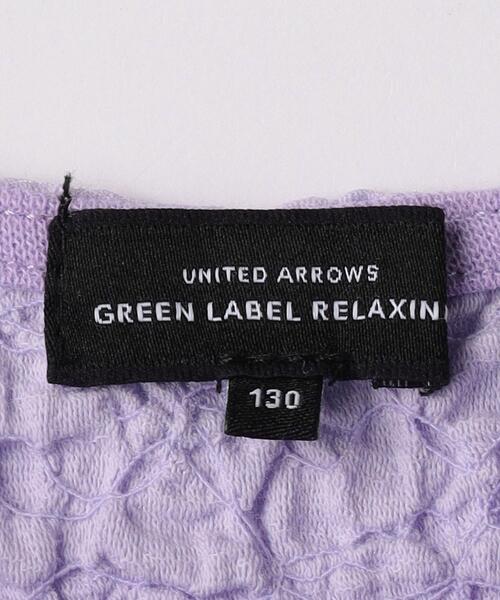 UNITED ARROWS
GREEN LABEL RELAXIN
130